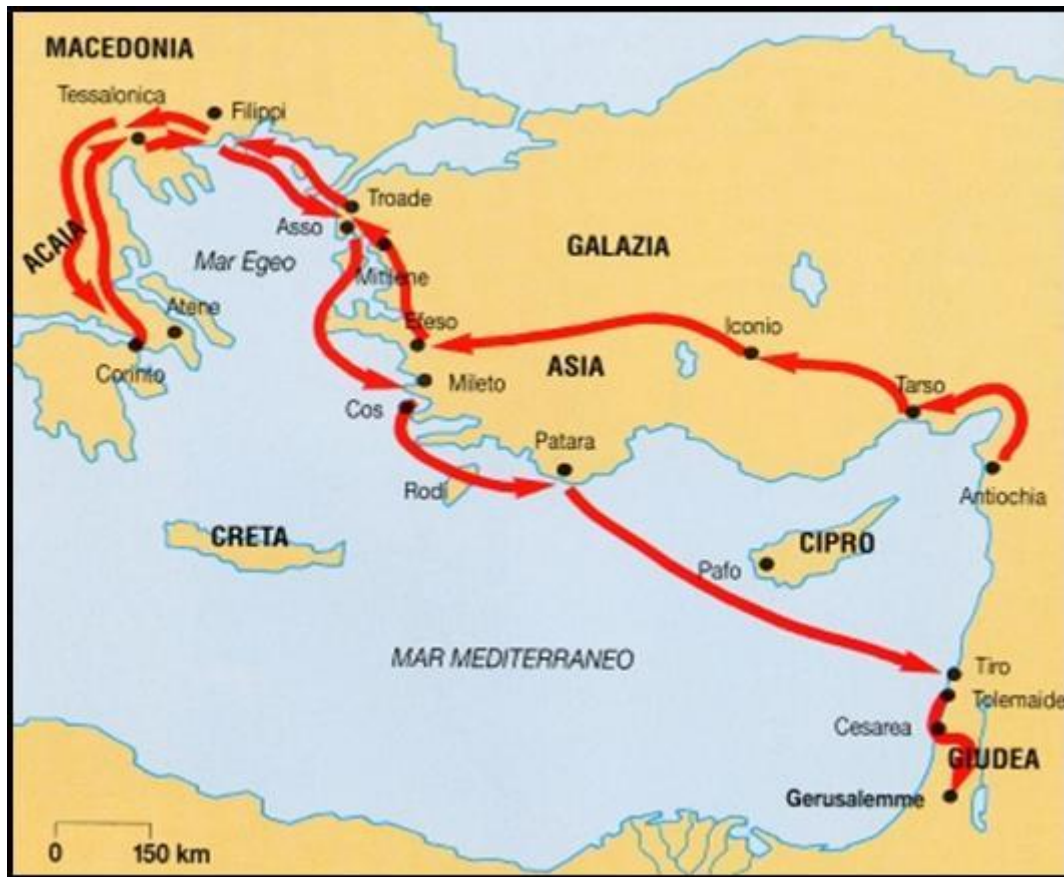 MACEDONIA
Tessalonica
Filippi
Troade
Asso
ACAIA
Mar Egeo
GALAZIA
Mitilene
Atene
Efeso
Iconio
Corinto
ASIA
Mileto
Tarso
Cos
Patara
Rodi
Antiochia
CRETA
CIPRO
Pafo
MAR MEDITERRANEO
Tiro
Tolemaide
Cesarea
GIUDEA
Gerusalemme
0 150 km